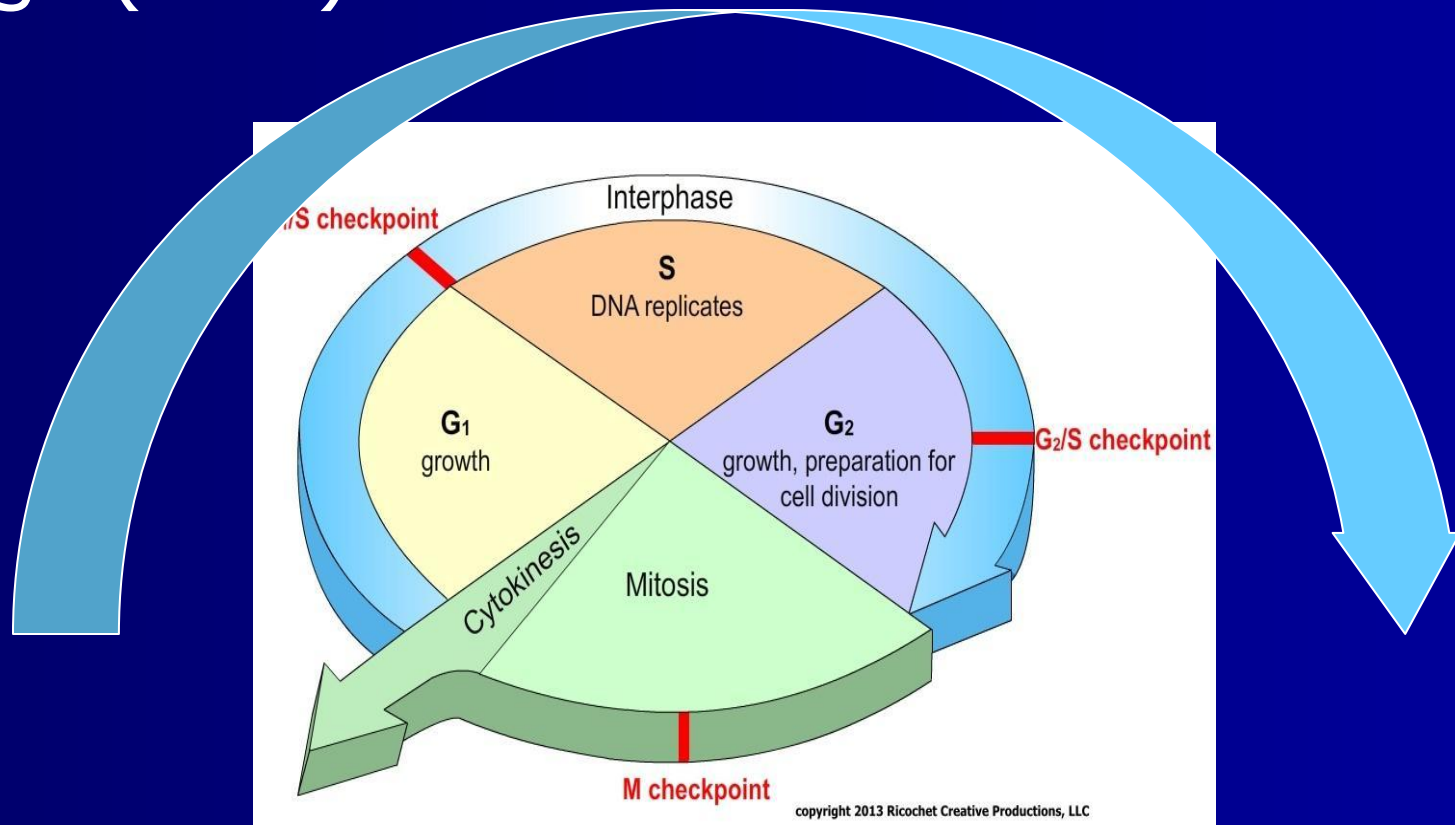 Interphase
/S checkpoint
S
DNA replicates
G₁
growth
G₂
growth, preparation for
cell division
G₂/S checkpoint
Cytokinesis
Mitosis
M checkpoint
copyright 2013 Ricochet Creative Productions, LLC